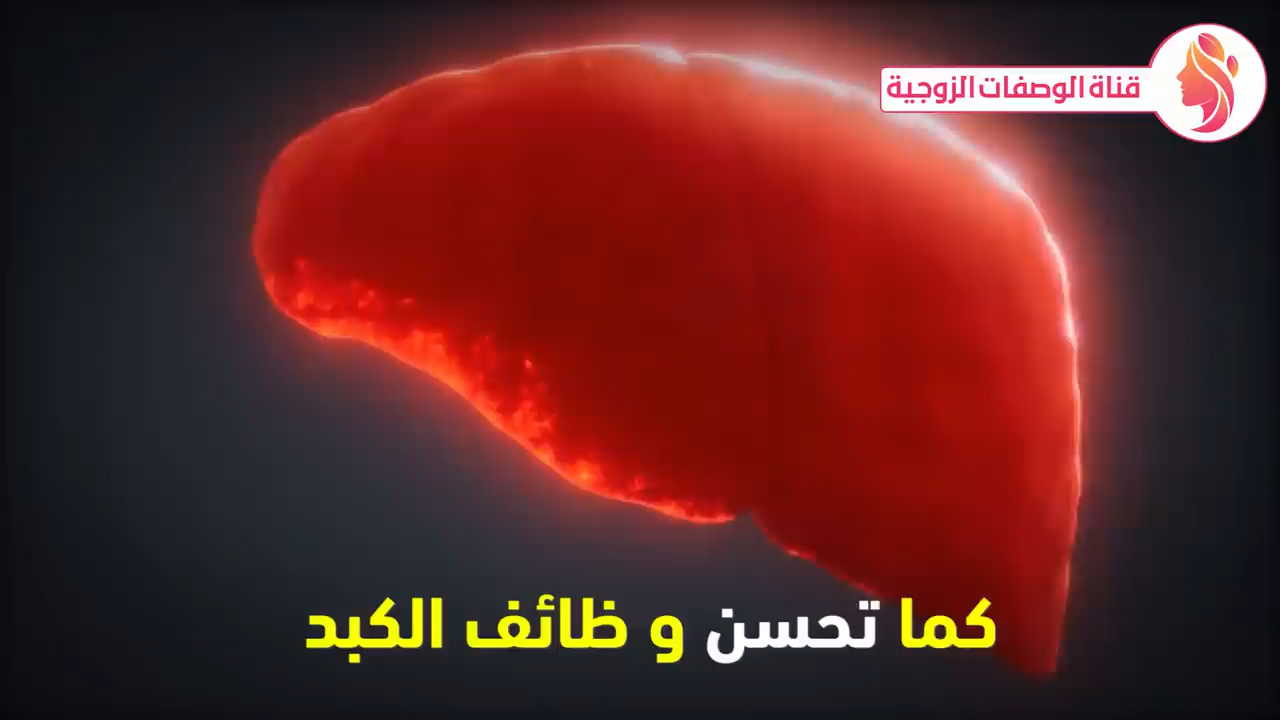 قناة الوصفات الزوجية
كما تحسن و ظائف الكبد